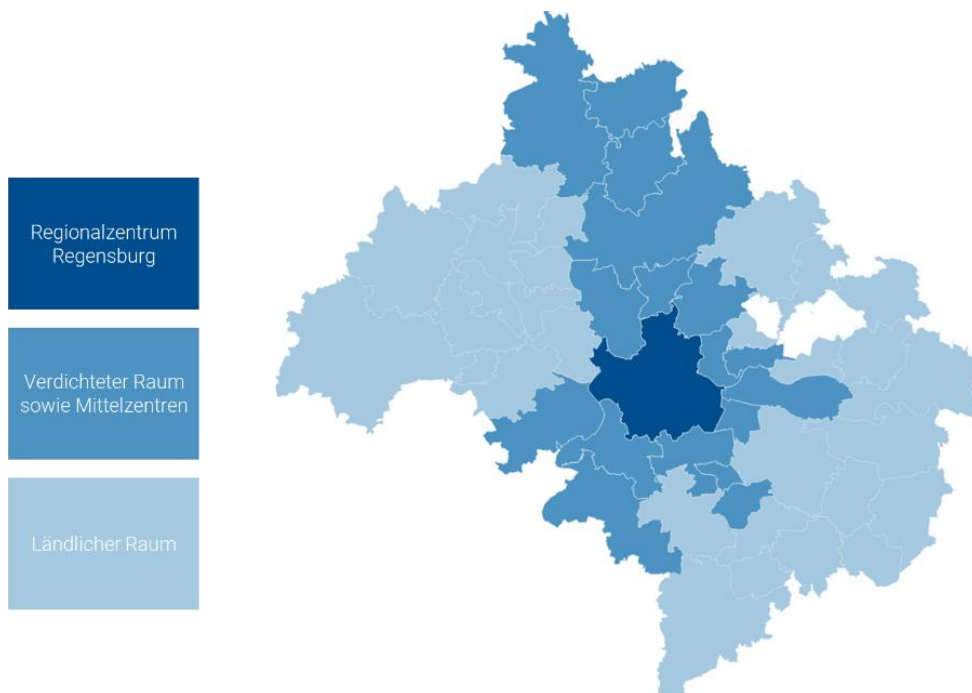 Regionalzentrum
Regensburg
Verdichteter Raum
sowie Mittelzentren
Ländlicher Raum